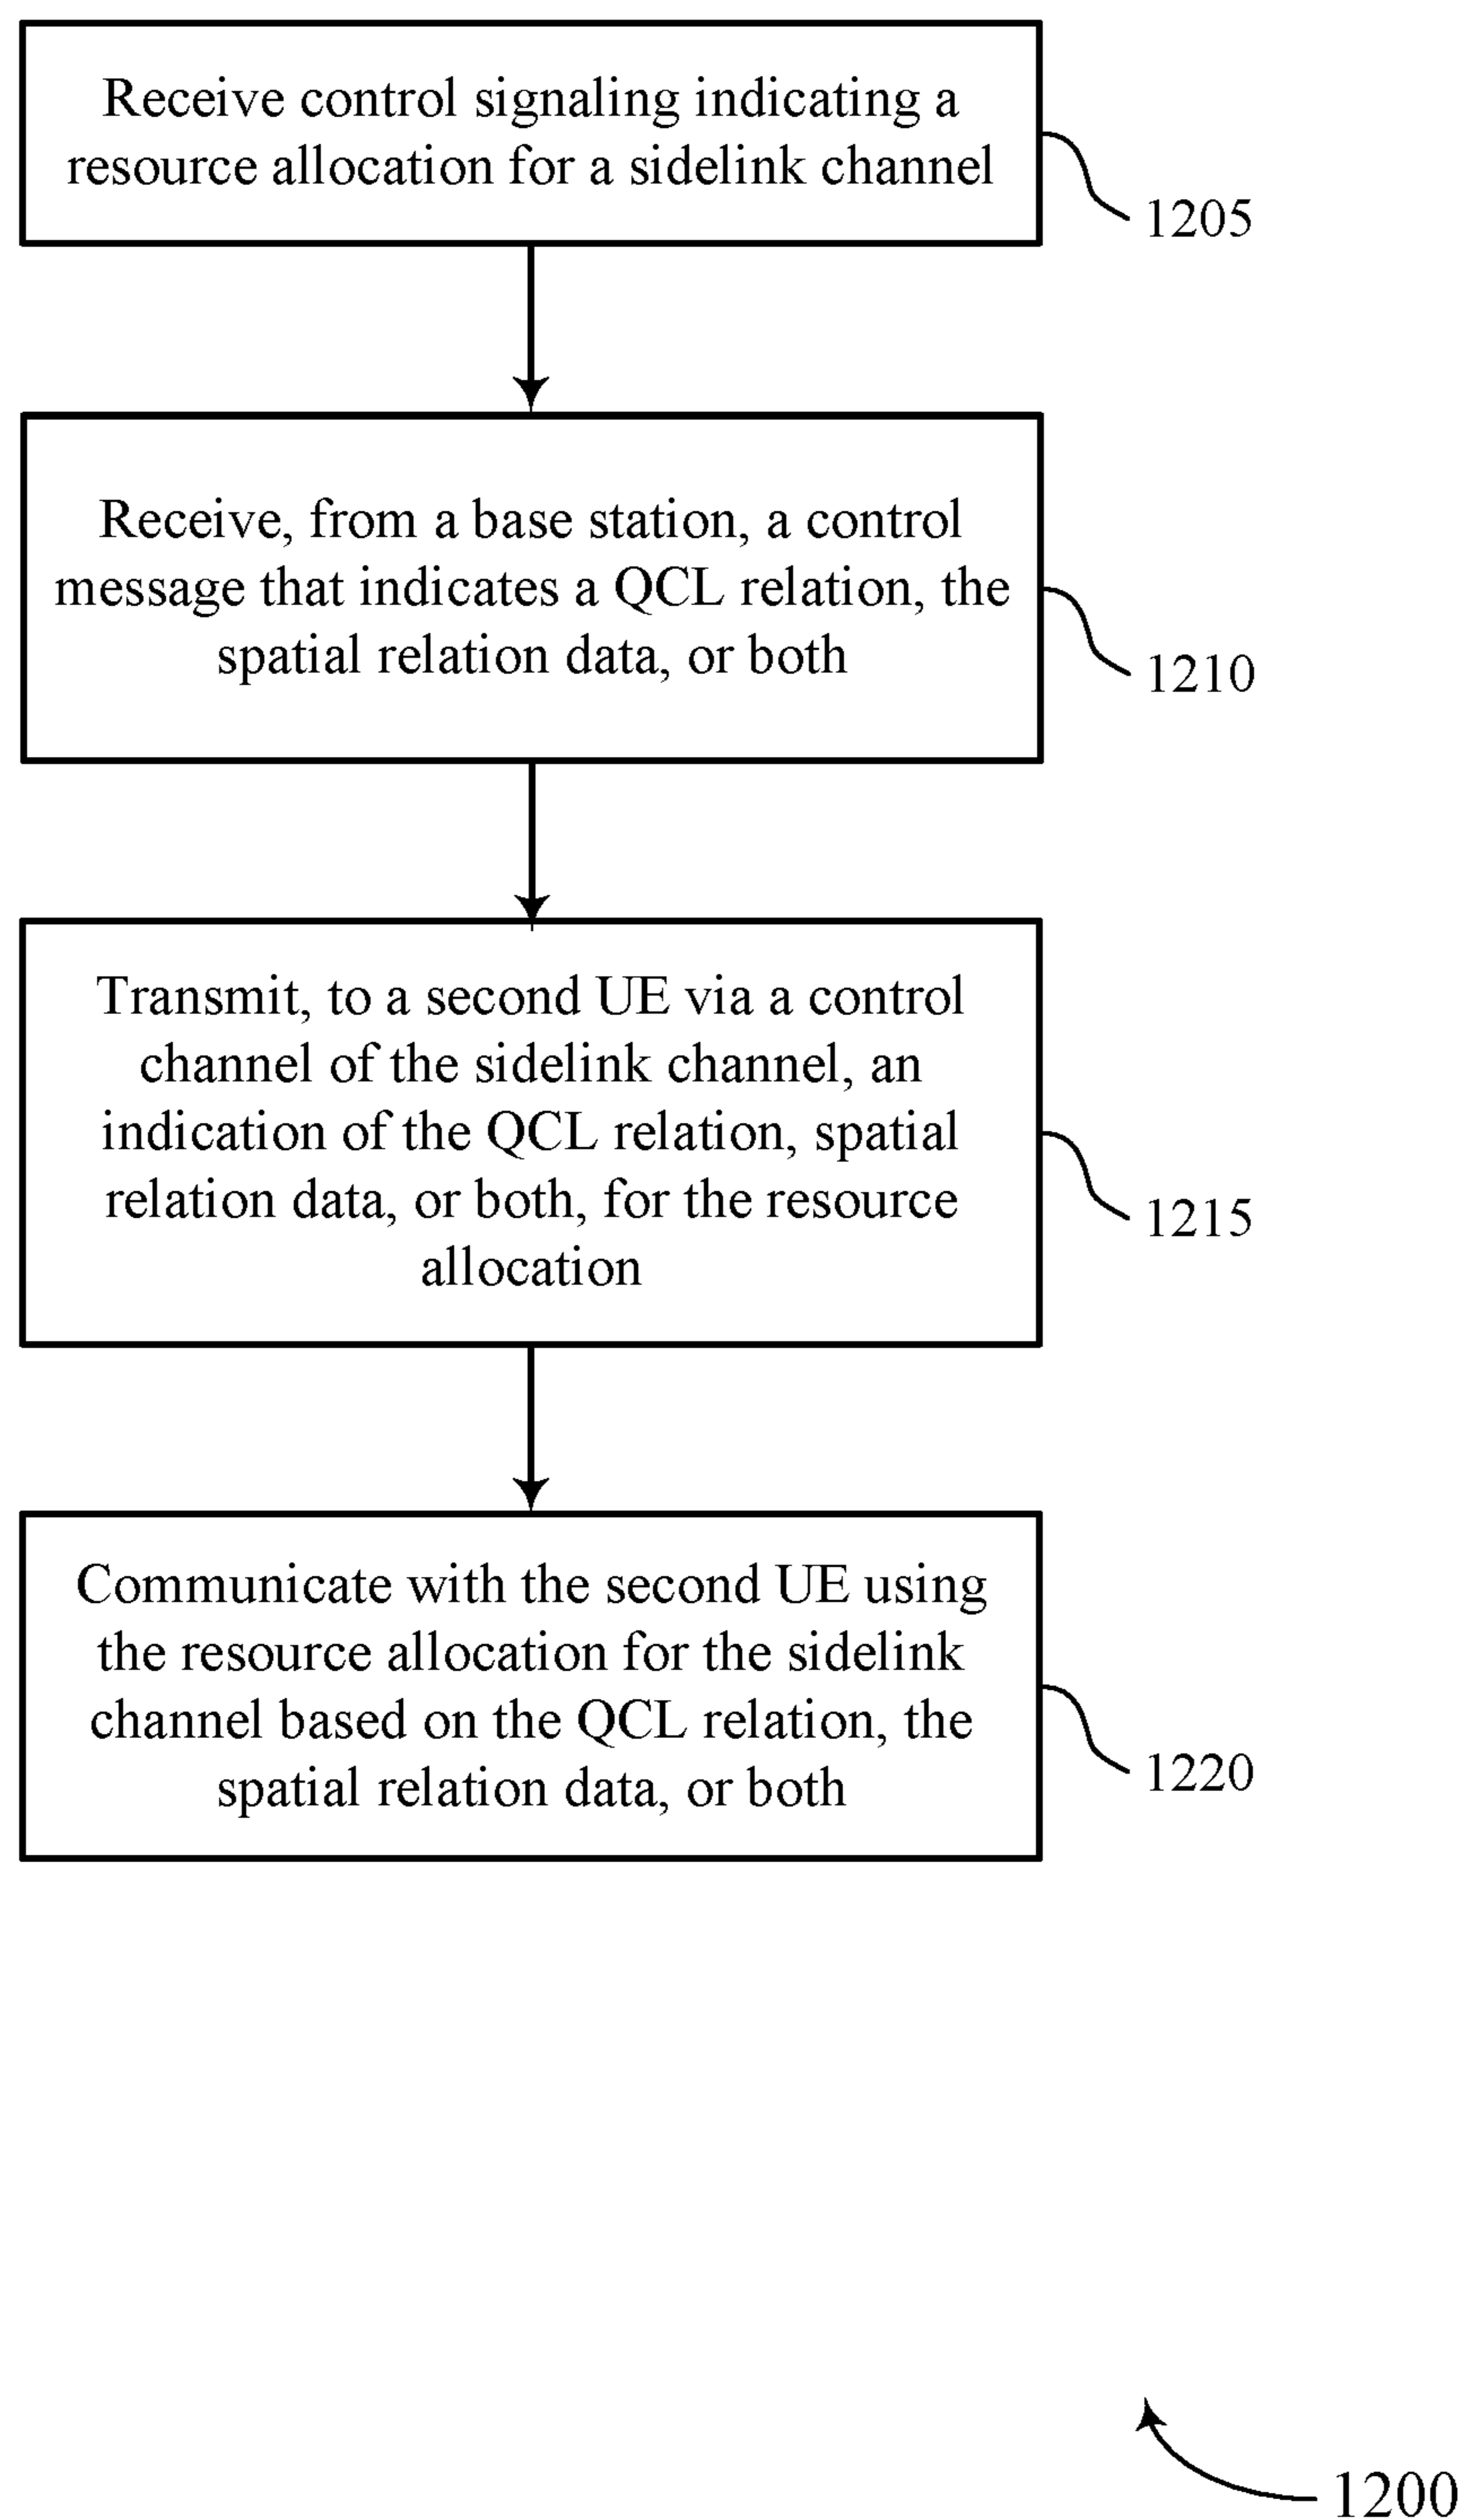 Receive control signaling indicating a
resource allocation for a sidelink channel
1205
Receive, from a base station, a control
message that indicates a QCL relation, the
spatial relation data, or both
1210
Transmit, to a second UE via a control
channel of the sidelink channel, an
indication of the QCL relation, spatial
relation data, or both, for the resource
allocation
1215
Communicate with the second UE using
the resource allocation for the sidelink
channel based on the QCL relation, the
spatial relation data, or both
1220
1200